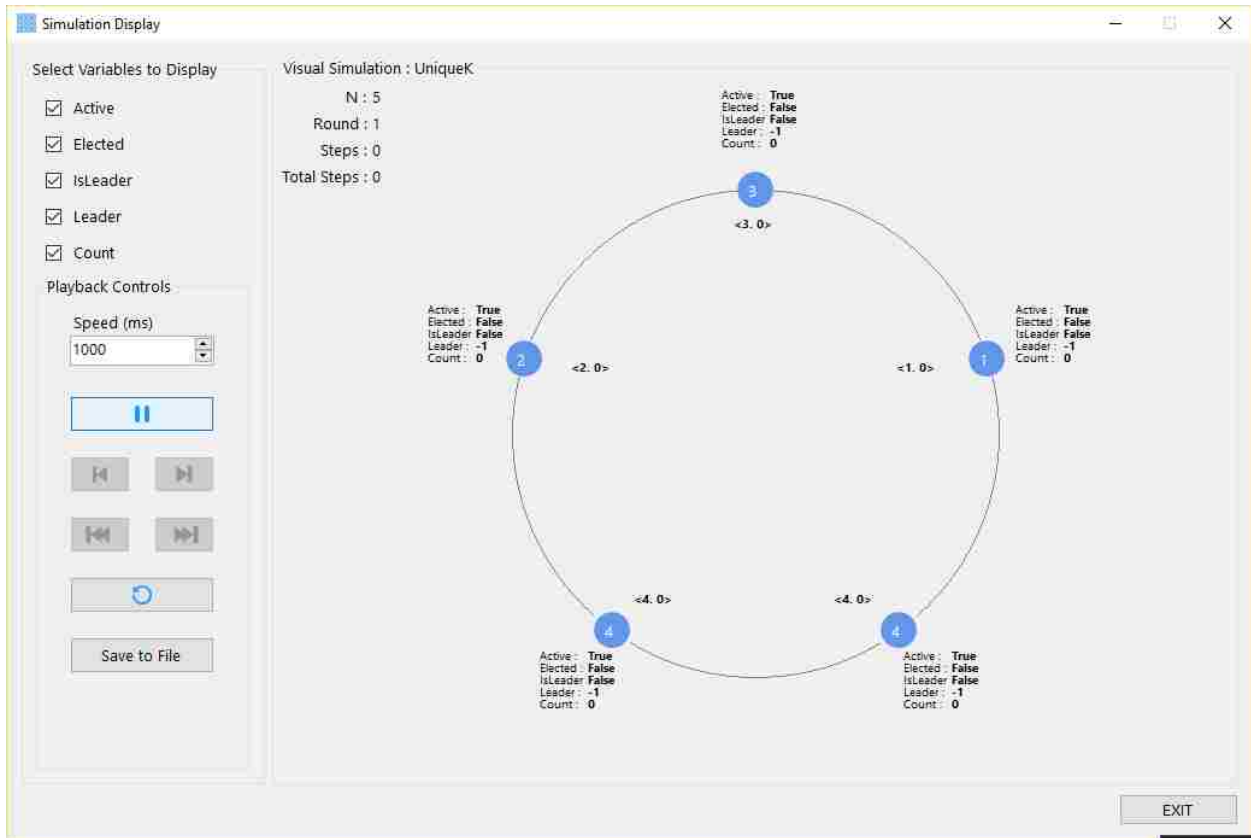 Simulation Display
Select Variables to Display
Active
Elected
IsLeader
Leader
Count
Playback Controls
Speed (ms)
1000
Save to File
Visual Simulation : UniqueK
N : 5
Round : 1
Steps : 0
Total Steps : 0
Active : True
Elected : False
IsLeader False
Leader : -1
Count : 0
3
<3. 0>
Active : True
Elected : False
IsLeader False
Leader : -1
Count : 0
2
<2. 0>
<1. 0>
1
Active : True
Elected : False
IsLeader False
Leader : -1
Count : 0
<4. 0>
4
Active : True
Elected : False
IsLeader False
Leader : -1
Count : 0
<4. 0>
4
Active : True
Elected : False
IsLeader False
Leader : -1
Count : 0
EXIT